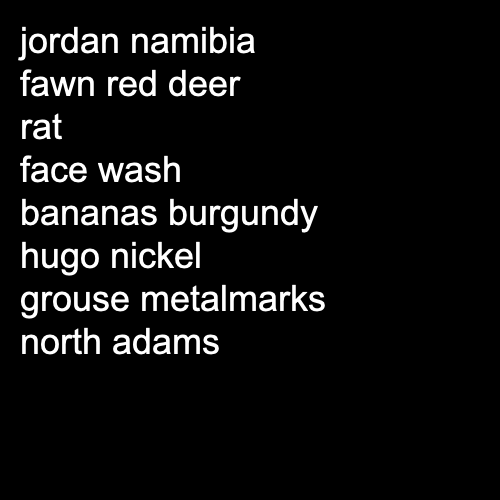 jordan namibia
fawn red deer
rat
face wash
bananas burgundy
hugo nickel
grouse metalmarks
north adams